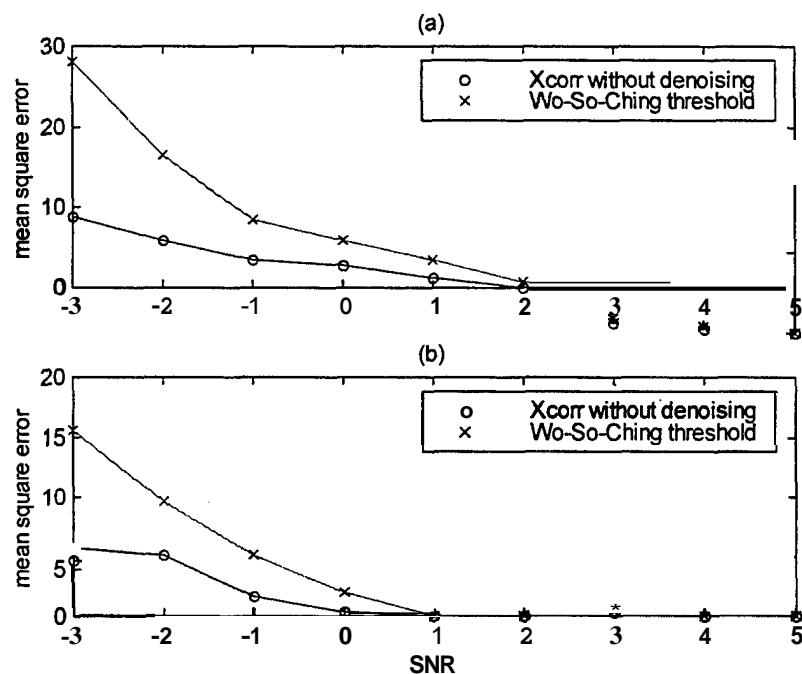 (a)
30
20
10
0
mean square error
Xcorr without denoising
Wo-So-Ching threshold
-3 -2 -1 0 1 2 3 4 5
(b)
20
15
10
5
0
mean square error
Xcorr without denoising
Wo-So-Ching threshold
-3 -2 -1 0 1 2 3 4 5
SNR